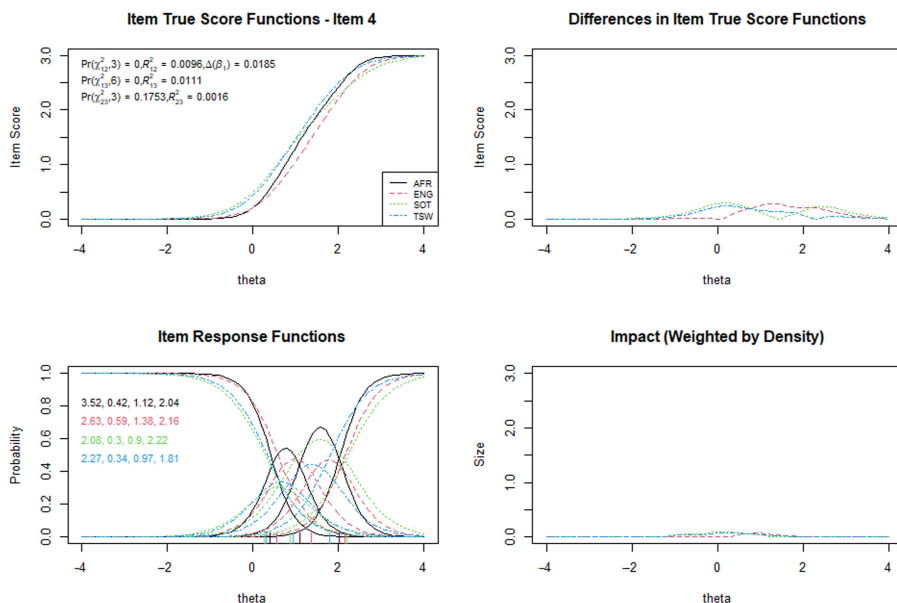 Item True Score Functions - Item 4
Pr(χ²₁₂,3) = 0,R²₁₂ = 0.0096,Δ(β₁) = 0.0185
Pr(χ²₁₃,6) = 0,R²₁₃ = 0.0111
Pr(χ²₂₃,3) = 0.1753,R²₂₃ = 0.0016
Item Score
0.0 1.0 2.0 3.0
AFR
ENG
SOT
TSW
−4 −2 0 2 4
theta
Differences in Item True Score Functions
Item Score
0.0 1.0 2.0 3.0
−4 −2 0 2 4
theta
Item Response Functions
Probability
0.0 0.2 0.4 0.6 0.8 1.0
3.52, 0.42, 1.12, 2.04
2.63, 0.59, 1.38, 2.16
2.08, 0.3, 0.9, 2.22
2.27, 0.34, 0.97, 1.81
−4 −2 0 2 4
theta
Impact (Weighted by Density)
Size
0.0 1.0 2.0 3.0
−4 −2 0 2 4
theta